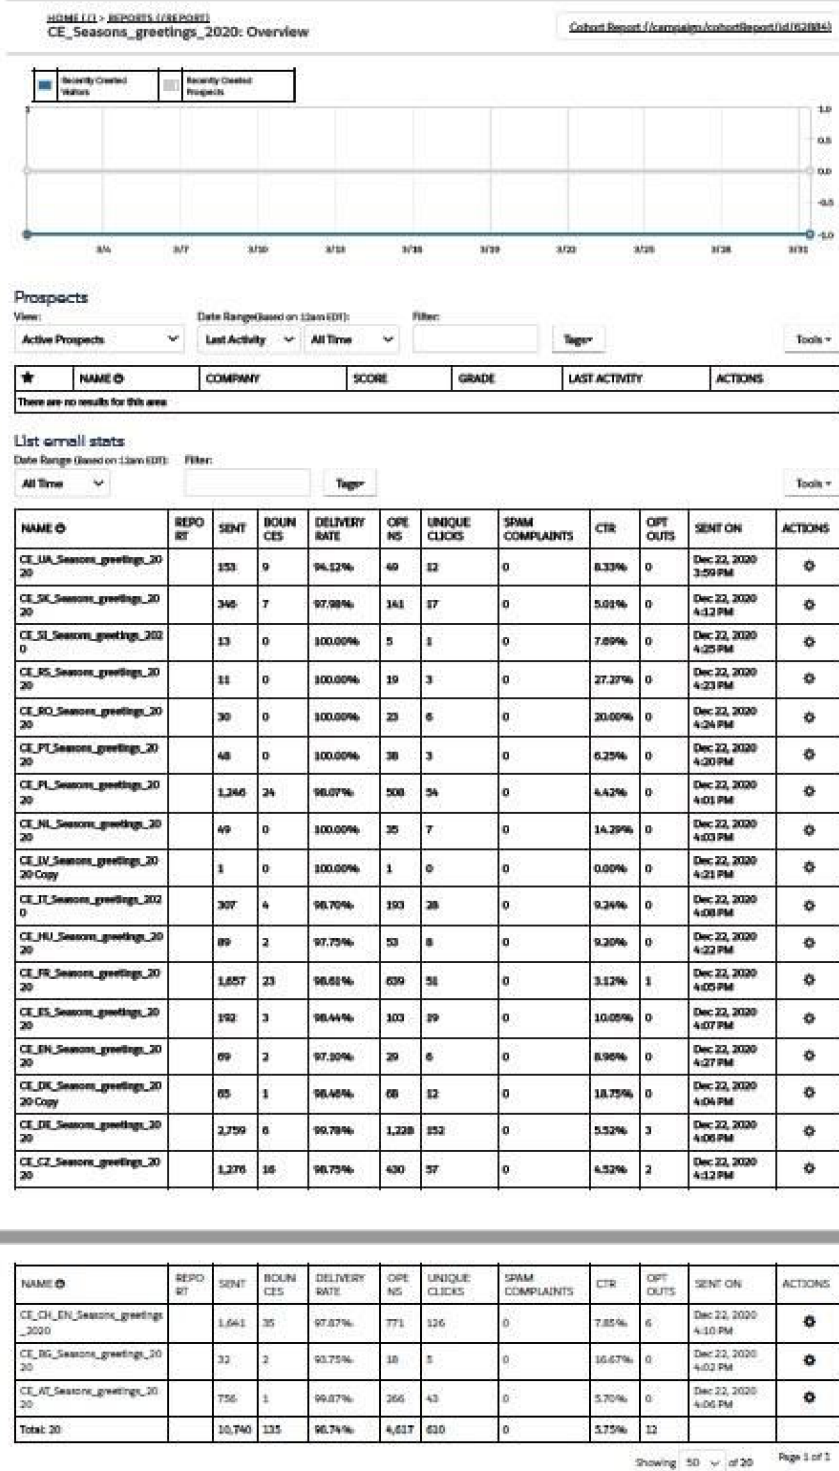 HOME (/) > REPORTS (/REPORT)
CE_Seasons_greetings_2020: Overview
Cohort Report (/campaign/cohortReport/id/62884)
Recently Created Visitors
Recently Created Prospects
1.0
0.5
0.0
-0.5
-1.0
3/4 3/7 3/10 3/13 3/16 3/19 3/22 3/25 3/28 3/31
Prospects
View: Date Range(Based on 12am EDT): Filter:
Active Prospects Last Activity All Time Tags Tools
NAME COMPANY SCORE GRADE LAST ACTIVITY ACTIONS
There are no results for this area
List email stats
Date Range (Based on 12am EDT): Filter:
All Time Tags Tools
NAME REPORT SENT BOUNCES DELIVERY RATE OPENS UNIQUE CLICKS SPAM COMPLAINTS CTR OPT OUTS SENT ON ACTIONS
CE_UA_Seasons_greetings_2020 153 9 94.12% 49 12 0 8.33% 0 Dec 22, 2020 3:59 PM
CE_SK_Seasons_greetings_2020 346 7 97.98% 141 17 0 5.01% 0 Dec 22, 2020 4:12 PM
CE_SI_Seasons_greetings_2020 13 0 100.00% 5 1 0 7.69% 0 Dec 22, 2020 4:25 PM
CE_RS_Seasons_greetings_2020 11 0 100.00% 19 3 0 27.27% 0 Dec 22, 2020 4:23 PM
CE_RO_Seasons_greetings_2020 30 0 100.00% 23 6 0 20.00% 0 Dec 22, 2020 4:24 PM
CE_PT_Seasons_greetings_2020 48 0 100.00% 38 3 0 6.25% 0 Dec 22, 2020 4:20 PM
CE_PL_Seasons_greetings_2020 1,246 24 98.07% 508 54 0 4.42% 0 Dec 22, 2020 4:01 PM
CE_NL_Seasons_greetings_2020 49 0 100.00% 35 7 0 14.29% 0 Dec 22, 2020 4:03 PM
CE_LV_Seasons_greetings_2020 Copy 1 0 100.00% 1 0 0 0.00% 0 Dec 22, 2020 4:21 PM
CE_IT_Seasons_greetings_2020 307 4 98.70% 193 28 0 9.24% 0 Dec 22, 2020 4:08 PM
CE_HU_Seasons_greetings_2020 89 2 97.75% 53 8 0 9.20% 0 Dec 22, 2020 4:22 PM
CE_FR_Seasons_greetings_2020 1,657 23 98.61% 639 51 0 3.12% 1 Dec 22, 2020 4:05 PM
CE_ES_Seasons_greetings_2020 192 3 98.44% 103 19 0 10.05% 0 Dec 22, 2020 4:07 PM
CE_EN_Seasons_greetings_2020 69 2 97.10% 29 6 0 8.96% 0 Dec 22, 2020 4:27 PM
CE_DK_Seasons_greetings_2020 Copy 65 1 98.46% 68 12 0 18.75% 0 Dec 22, 2020 4:04 PM
CE_DE_Seasons_greetings_2020 2,759 6 99.78% 1,228 152 0 5.52% 3 Dec 22, 2020 4:06 PM
CE_CZ_Seasons_greetings_2020 1,276 16 98.75% 430 57 0 4.52% 2 Dec 22, 2020 4:12 PM
NAME REPORT SENT BOUNCES DELIVERY RATE OPENS UNIQUE CLICKS SPAM COMPLAINTS CTR OPT OUTS SENT ON ACTIONS
CE_CH_EN_Seasons_greetings_2020 1,641 35 97.87% 771 126 0 7.85% 6 Dec 22, 2020 4:10 PM
CE_BG_Seasons_greetings_2020 32 2 93.75% 18 5 0 16.67% 0 Dec 22, 2020 4:02 PM
CE_AT_Seasons_greetings_2020 756 1 99.87% 266 43 0 5.70% 0 Dec 22, 2020 4:06 PM
Total: 20 10,740 135 98.74% 4,617 610 0 5.75% 12
Showing 50 of 20 Page 1 of 1